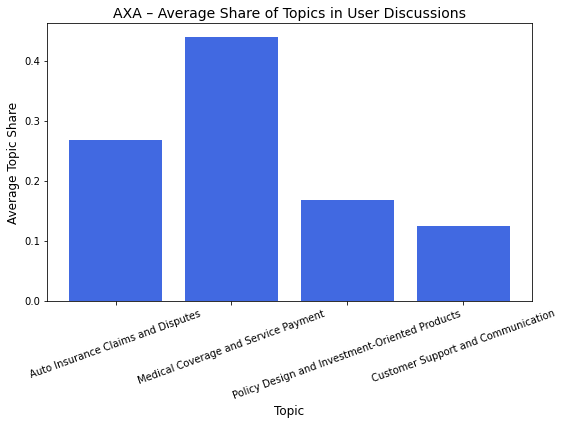 AXA – Average Share of Topics in User Discussions
Average Topic Share
0.4
0.3
0.2
0.1
0.0
Auto Insurance Claims and Disputes
Medical Coverage and Service Payment
Policy Design and Investment-Oriented Products
Customer Support and Communication
Topic